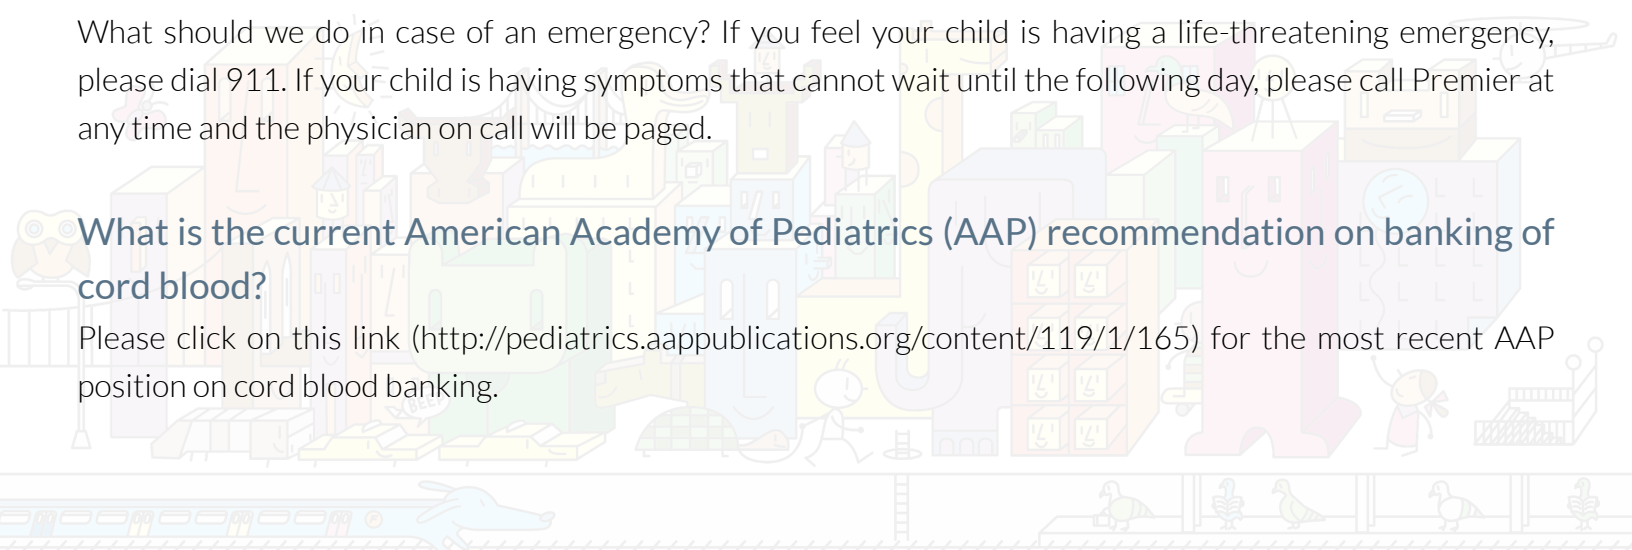 What should we do in case of an emergency? If you feel your child is having a life-threatening emergency,
please dial 911. If your child is having symptoms that cannot wait until the following day, please call Premier at
any time and the physician on call will be paged.
What is the current American Academy of Pediatrics (AAP) recommendation on banking of
cord blood?
Please click on this link (http://pediatrics.aappublications.org/content/119/1/165) for the most recent AAP
position on cord blood banking.
BEEP